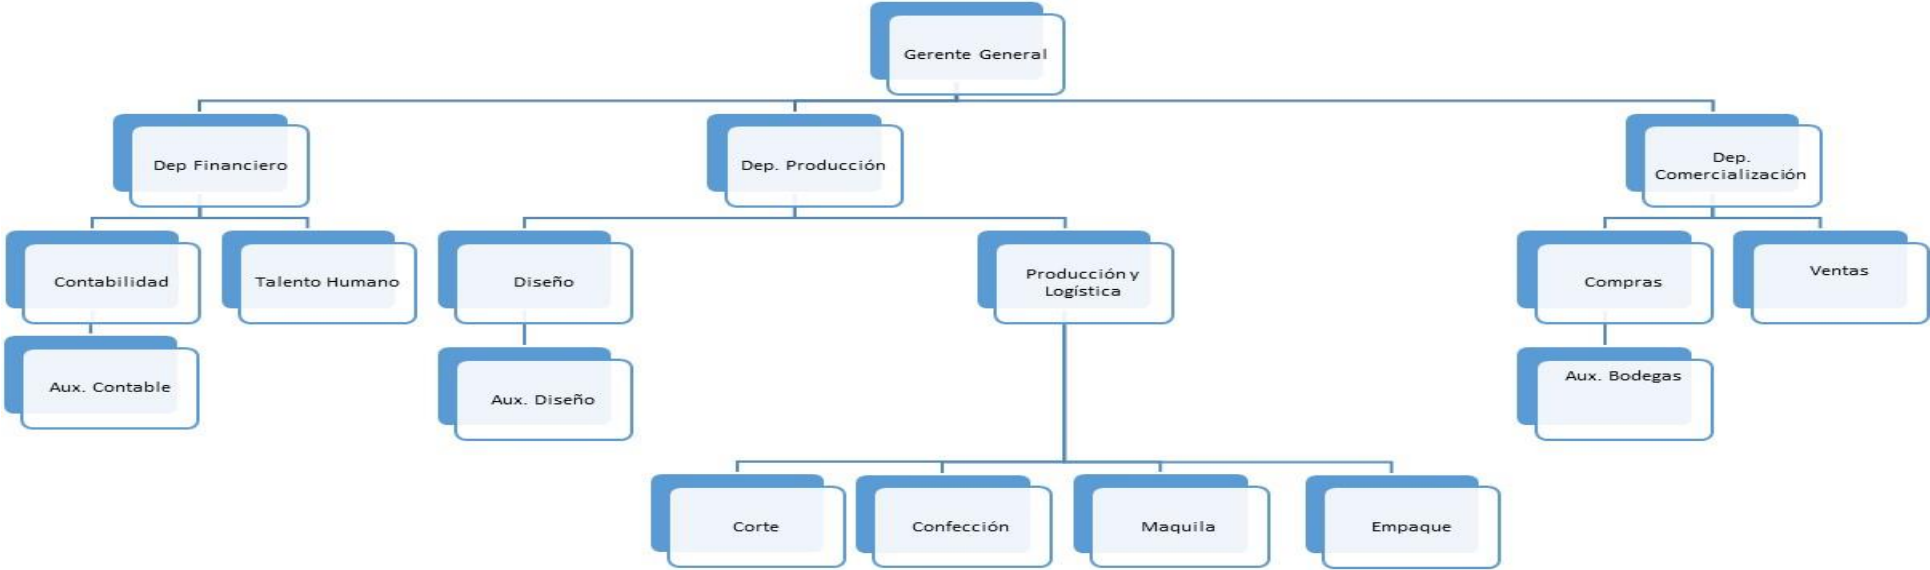 Gerente General
Dep Financiero
Dep. Producción
Dep.
Comercialización
Contabilidad
Talento Humano
Diseño
Producción y
Logística
Compras
Ventas
Aux. Contable
Aux. Diseño
Aux. Bodegas
Corte
Confección
Maquila
Empaque